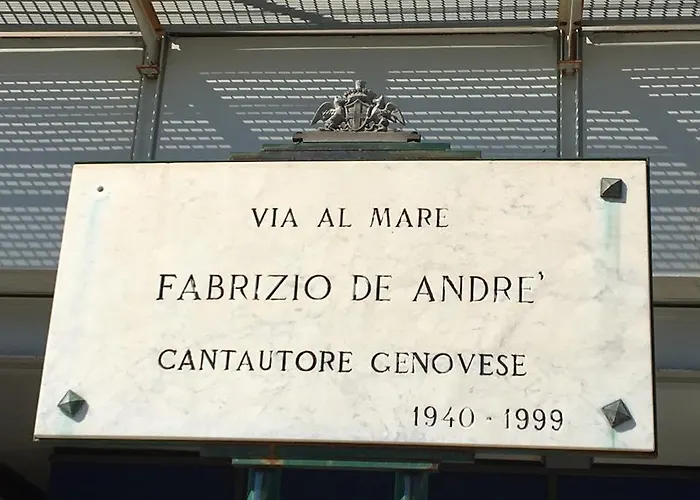 VIA AL MARE
FABRIZIO DE ANDRE'
CANTAUTORE GENOVESE
1940 - 1999